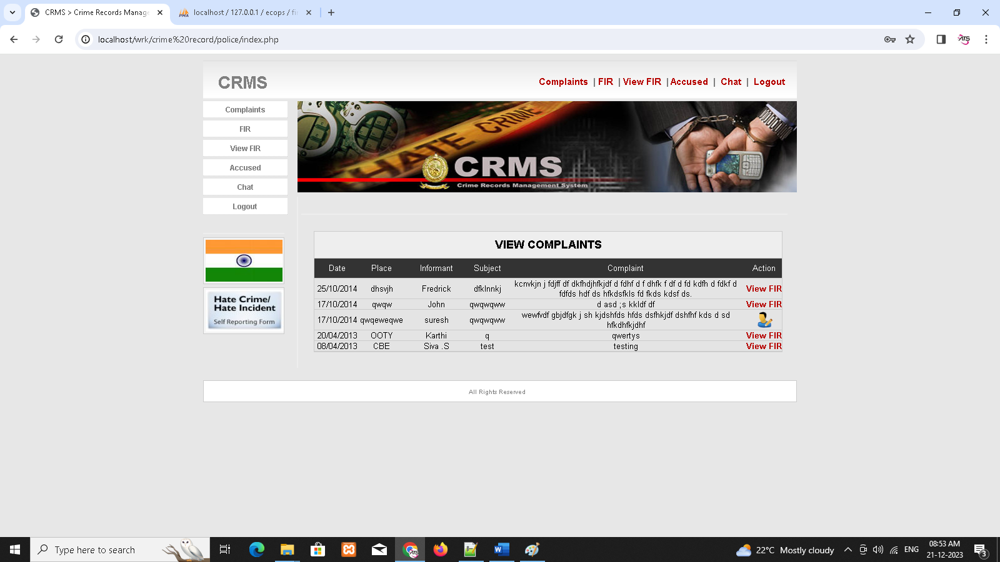 CRMS > Crime Records Manag
localhost / 127.0.0.1 / ecops / fi
localhost/wrk/crime%20record/police/index.php
CRMS
Complaints | FIR | View FIR | Accused | Chat | Logout
Complaints
FIR
View FIR
Accused
Chat
Logout
HATE CRIME
CRMS
Crime Records Management System
Hate Crime/
Hate Incident
Self Reporting Form
VIEW COMPLAINTS
Date Place Informant Subject Complaint Action
25/10/2014 dhsvjh Fredrick dfklnnkj kcnvkjn j fdjff df dkfhdjhfkjdf d fdhf d f dhfk f df d fd kdfh d fdkf d
fdfds hdf ds hfkdsfkls fd fkds kdsf ds. View FIR
17/10/2014 qwqw John qwqwqww d asd ;s kkldf df View FIR
17/10/2014 qwqeweqwe suresh qwqwqww wewfvdf gbjdfgk j sh kjdshfds hfds dsfhkjdf dshfhf kds d sd
hfkdhfkjdhf
20/04/2013 OOTY Karthi q qwertys View FIR
08/04/2013 CBE Siva .S test testing View FIR
All Rights Reserved
Type here to search
22°C Mostly cloudy
ENG
08:53 AM
21-12-2023
3